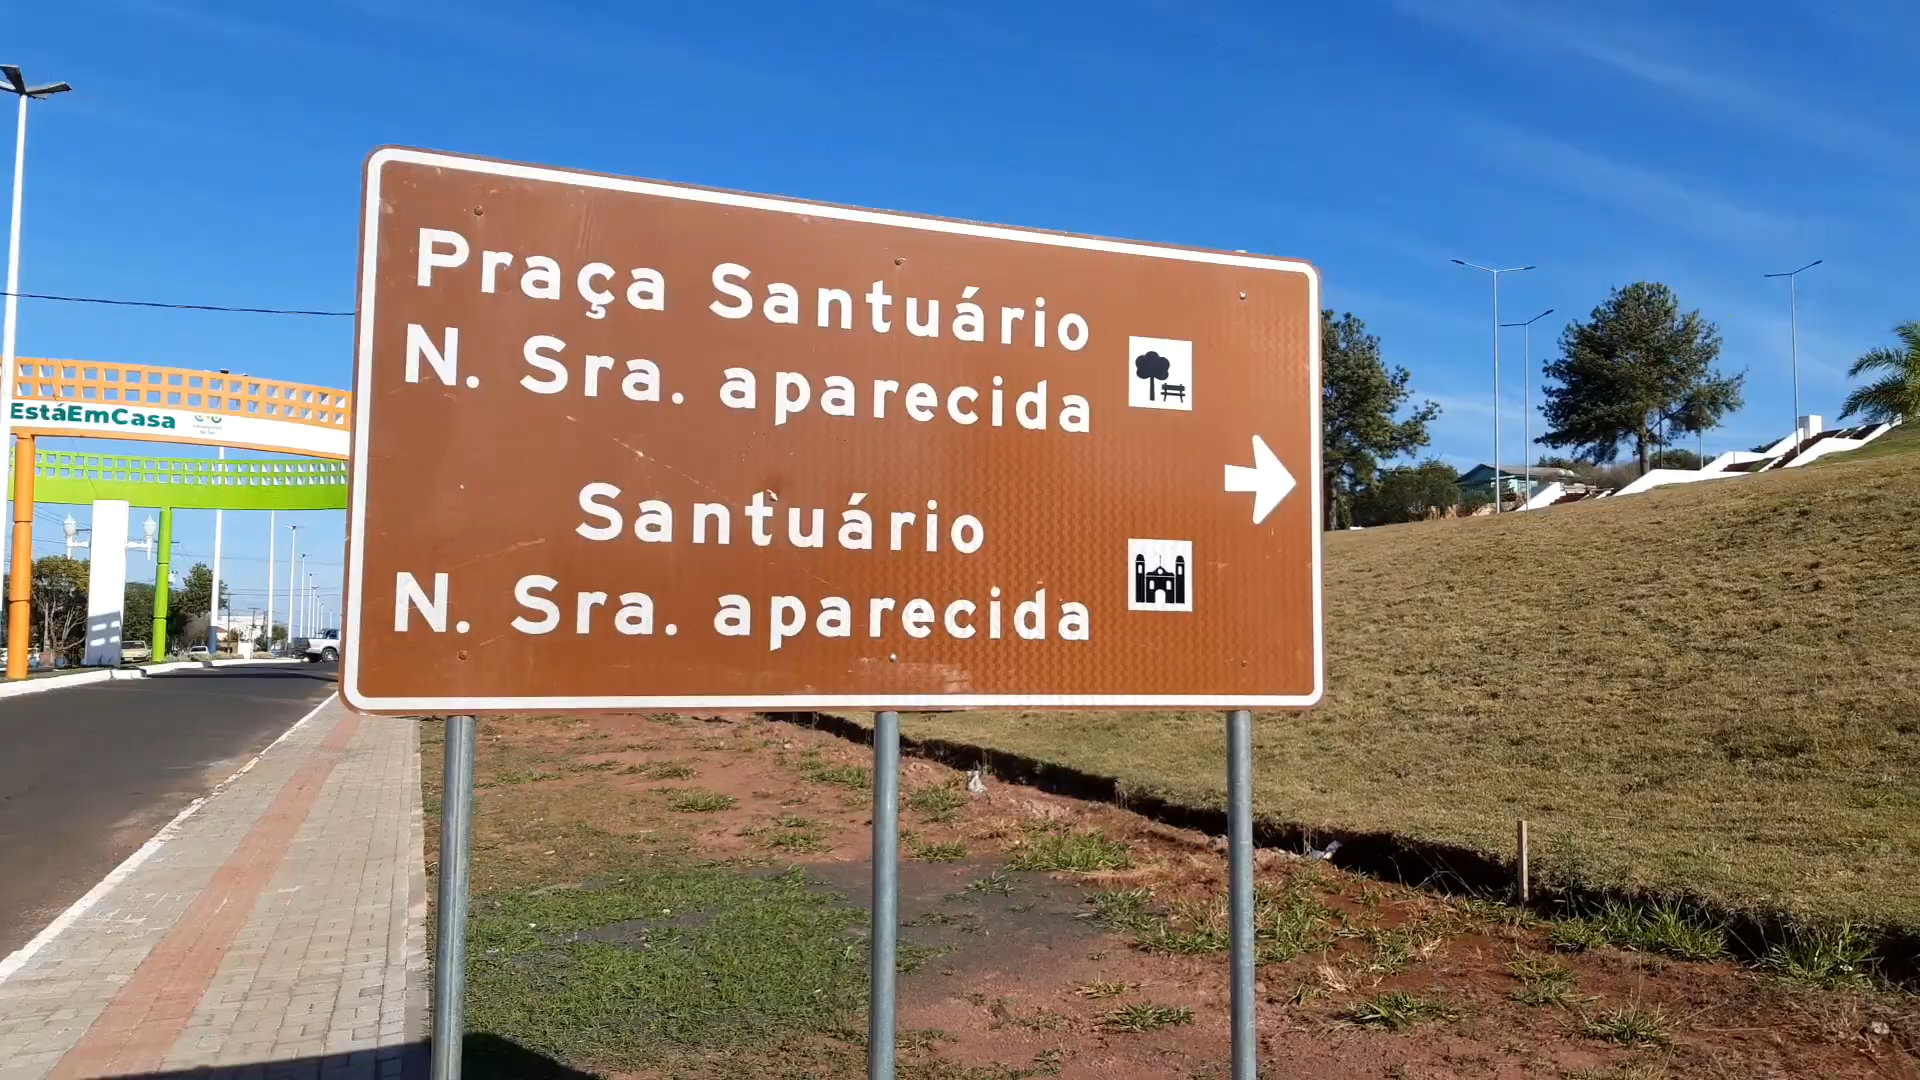 Praça Santuário
N. Sra. aparecida
Santuário
N. Sra. aparecida
EstáEmCasa